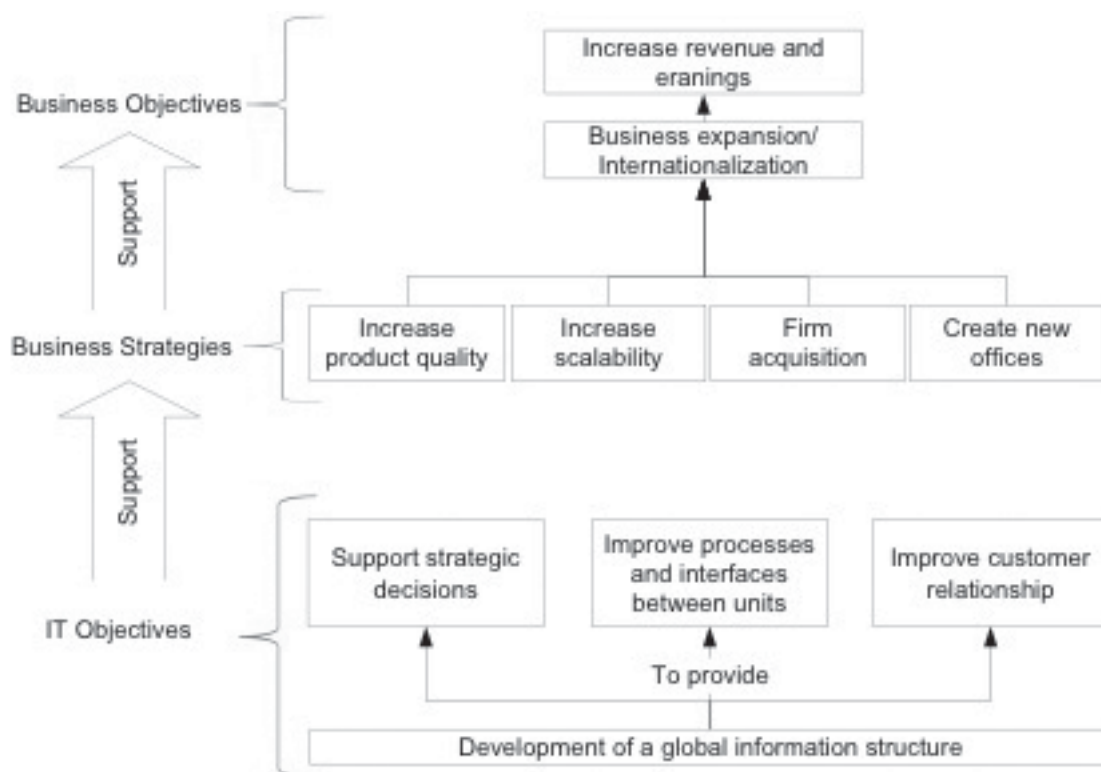 Increase revenue and
eranings
Business Objectives
Business expansion/
Internationalization
Support
Business Strategies
Increase
product quality
Increase
scalability
Firm
acquisition
Create new
offices
Support
IT Objectives
Support strategic
decisions
Improve processes
and interfaces
between units
Improve customer
relationship
To provide
Development of a global information structure